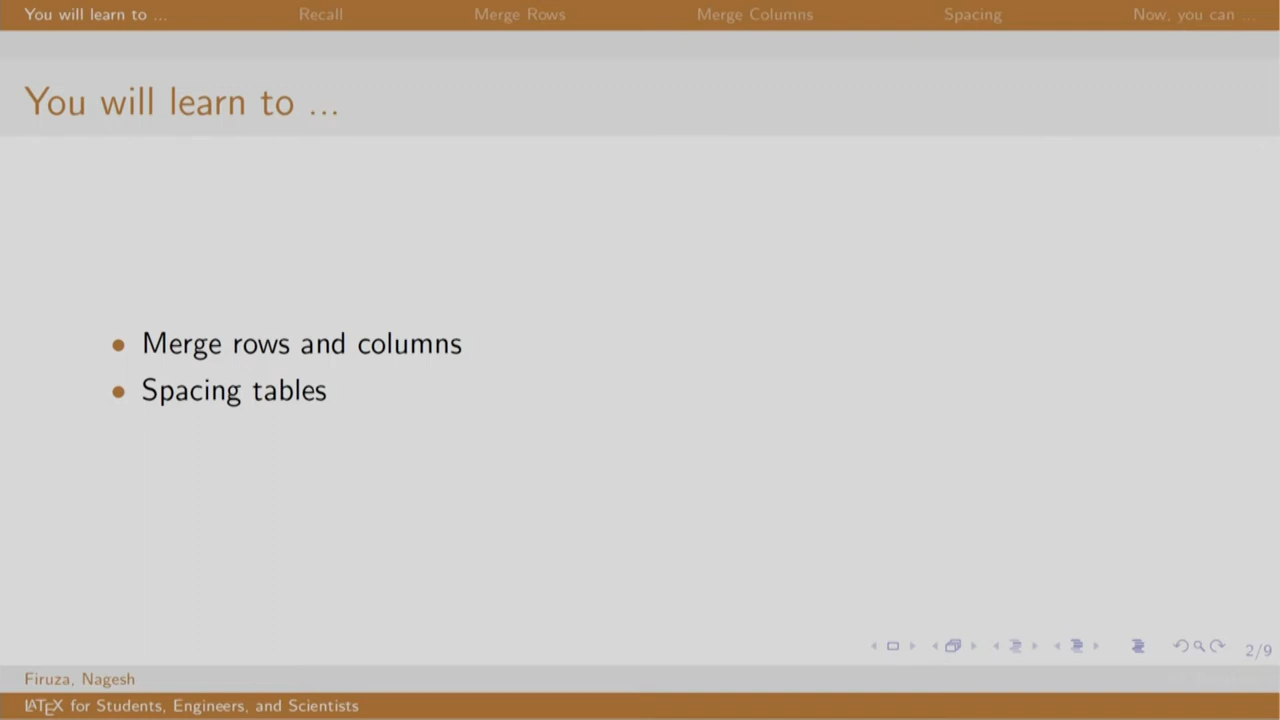 You will learn to ... Recall Merge Rows Merge Columns Spacing Now, you can ...
You will learn to ...
• Merge rows and columns
• Spacing tables
2/9
Firuza, Nagesh
LATEX for Students, Engineers, and Scientists